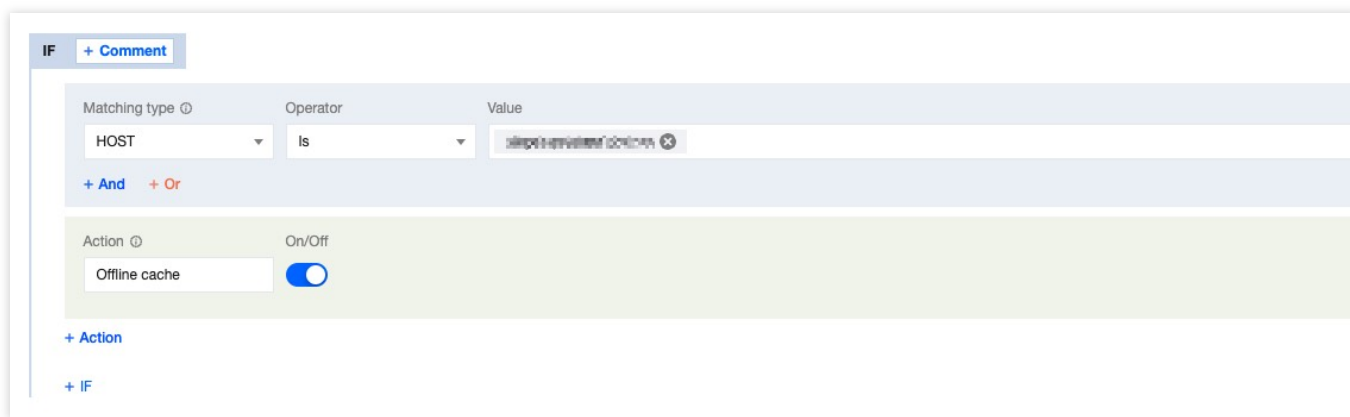 IF + Comment
Matching type Operator Value
HOST Is
+ And + Or
Action On/Off
Offline cache
+ Action
+ IF